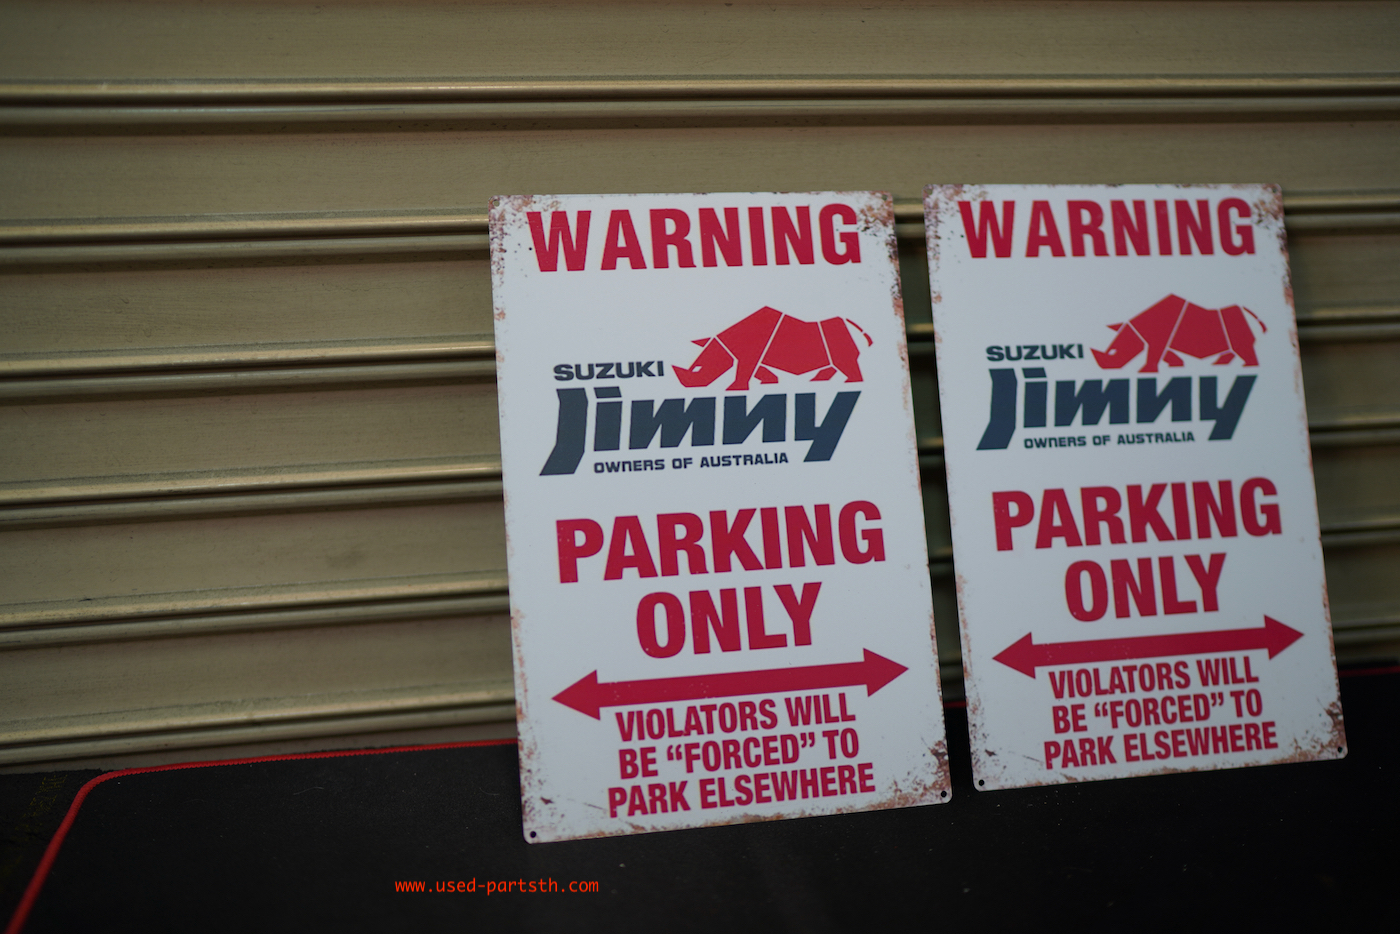 WARNING
SUZUKI
Jimny
OWNERS OF AUSTRALIA
PARKING
ONLY
VIOLATORS WILL
BE “FORCED” TO
PARK ELSEWHERE
WARNING
SUZUKI
Jimny
OWNERS OF AUSTRALIA
PARKING
ONLY
VIOLATORS WILL
BE “FORCED” TO
PARK ELSEWHERE
www.used-partsth.com